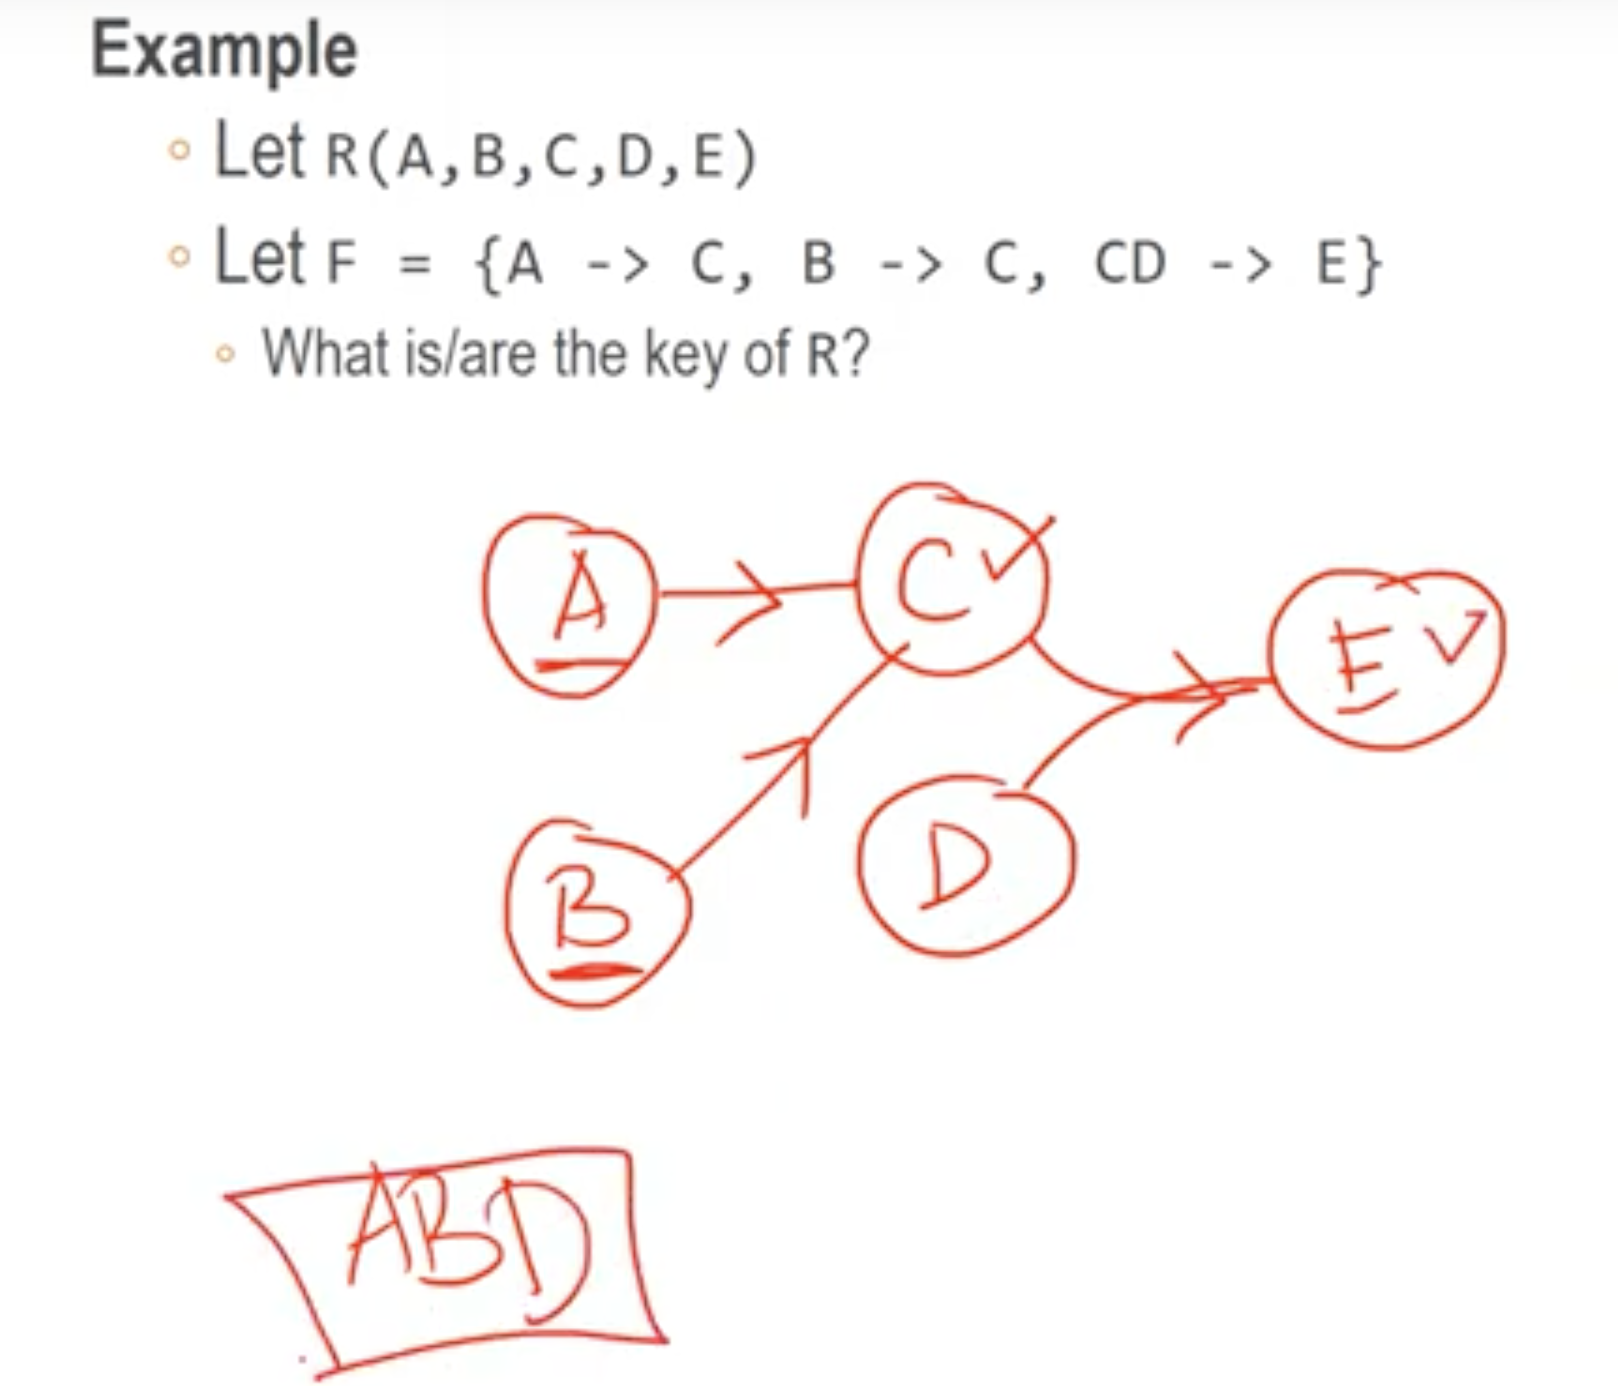 Example
Let R(A,B,C,D,E)
Let F = {A -> C, B -> C, CD -> E}
What is/are the key of R?
A
C
E
B
D
ABD